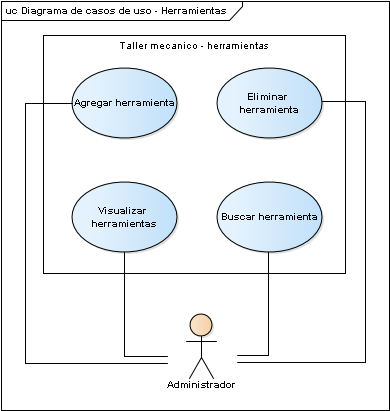 uc Diagrama de casos de uso - Herramientas
Taller mecanico - herramientas
Agregar herramienta
Eliminar
herramienta
Visualizar
herramientas
Buscar herramienta
Administrador